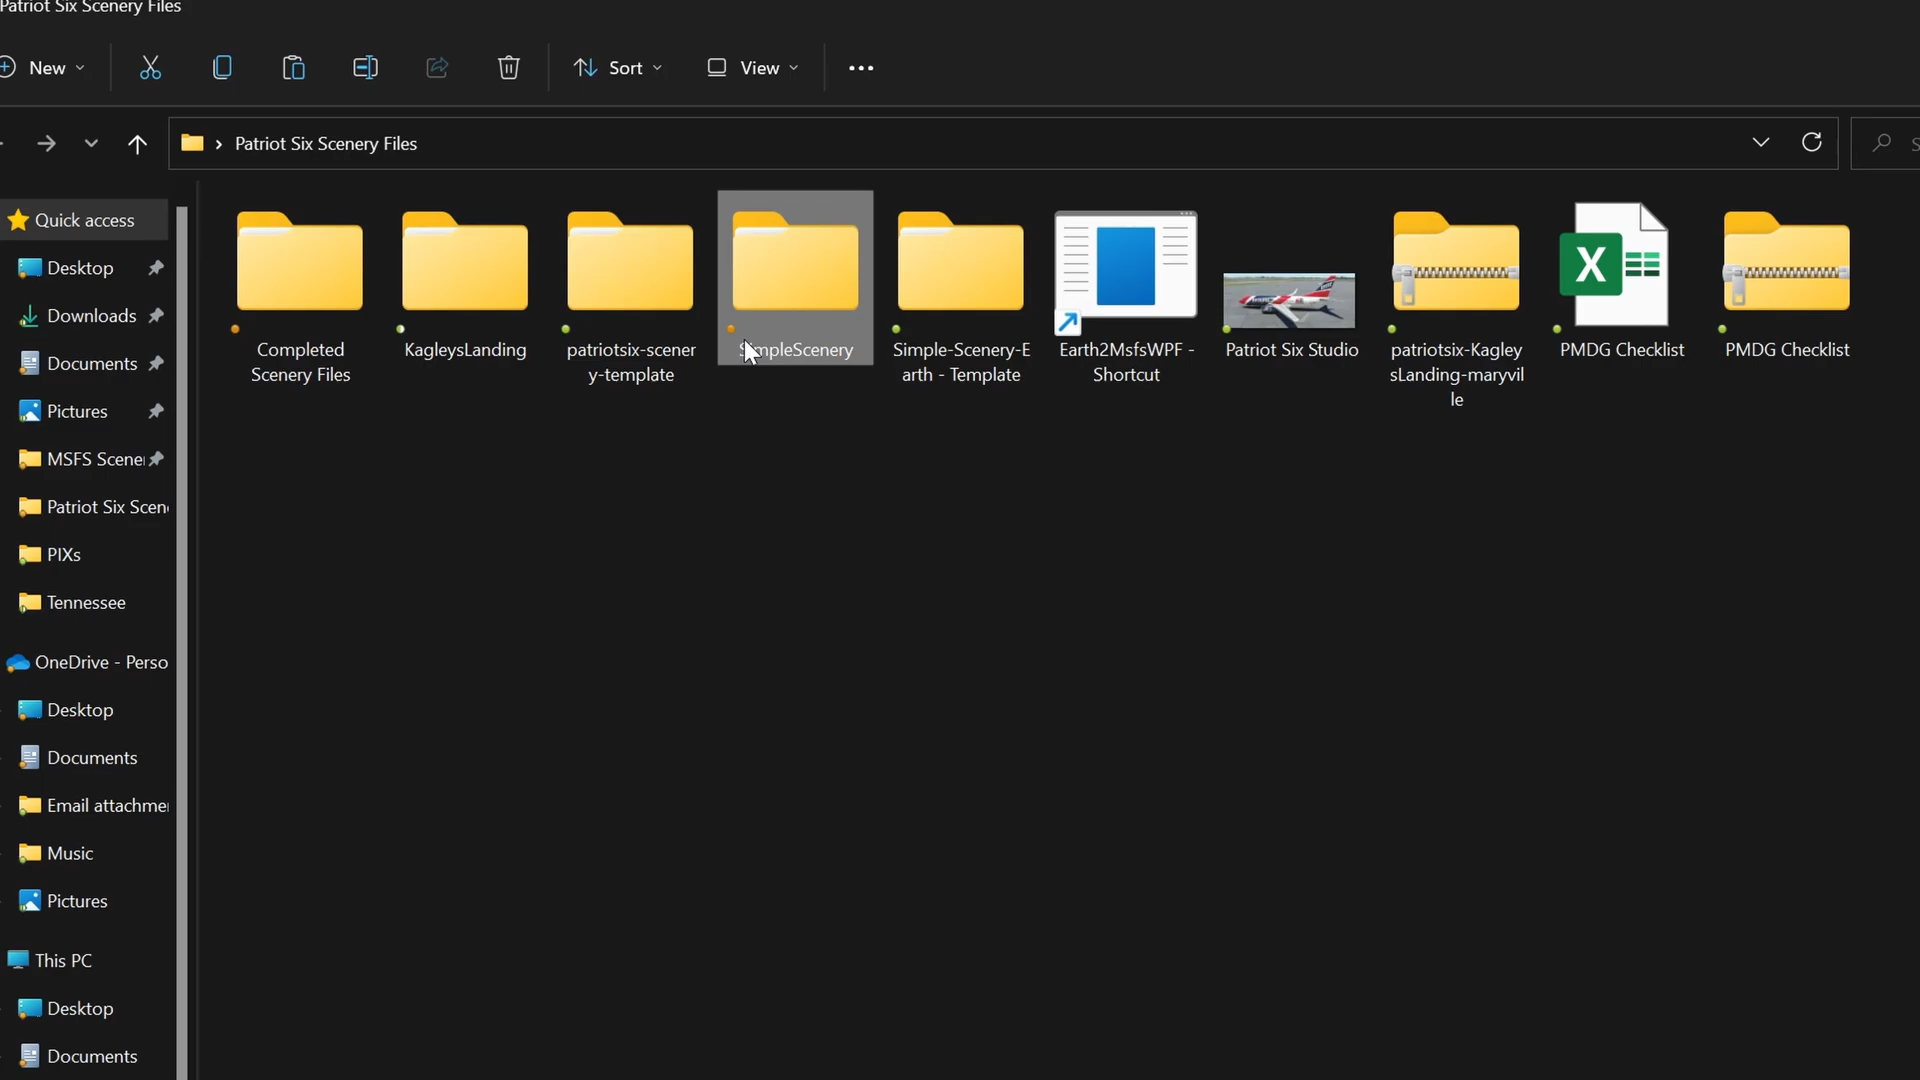 Patriot Six Scenery Files
New
Sort
View
Patriot Six Scenery Files
Quick access
Desktop
Downloads
Documents
Pictures
MSFS Scene
Patriot Six Scen
PIXs
Tennessee
OneDrive - Perso
Desktop
Documents
Email attachme
Music
Pictures
This PC
Desktop
Documents
Completed
Scenery Files
KagleysLanding
patriotsix-scener
y-template
SimpleScenery
Simple-Scenery-E
arth - Template
Earth2MsfsWPF -
Shortcut
Patriot Six Studio
patriotsix-Kagley
sLanding-maryvil
le
PMDG Checklist
PMDG Checklist